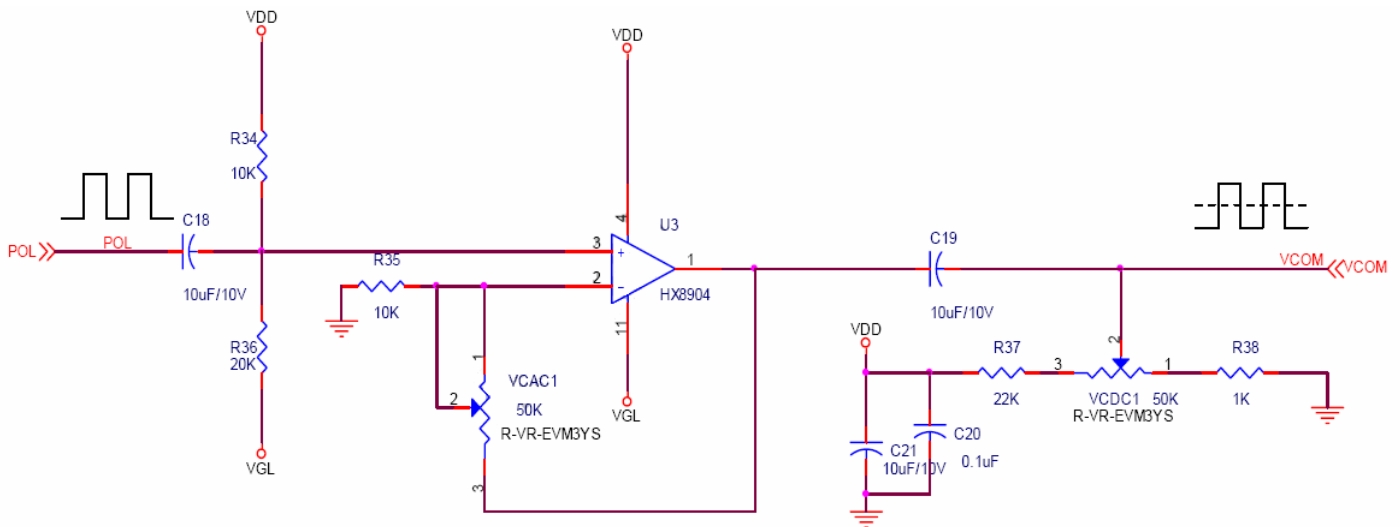 VDD
VDD
R34
10K
C18
POL
POL
10uF/10V
R35
10K
R36
20K
VGL
4
U3
3
+
2
-
1
HX8904
11
VGL
1
2
VCAC1
50K
R-VR-EVM3YS
3
C19
10uF/10V
VCOM
VCOM
VDD
R37
22K
3
2
1
VCDC1
50K
R-VR-EVM3YS
R38
1K
C21
10uF/10V
C20
0.1uF